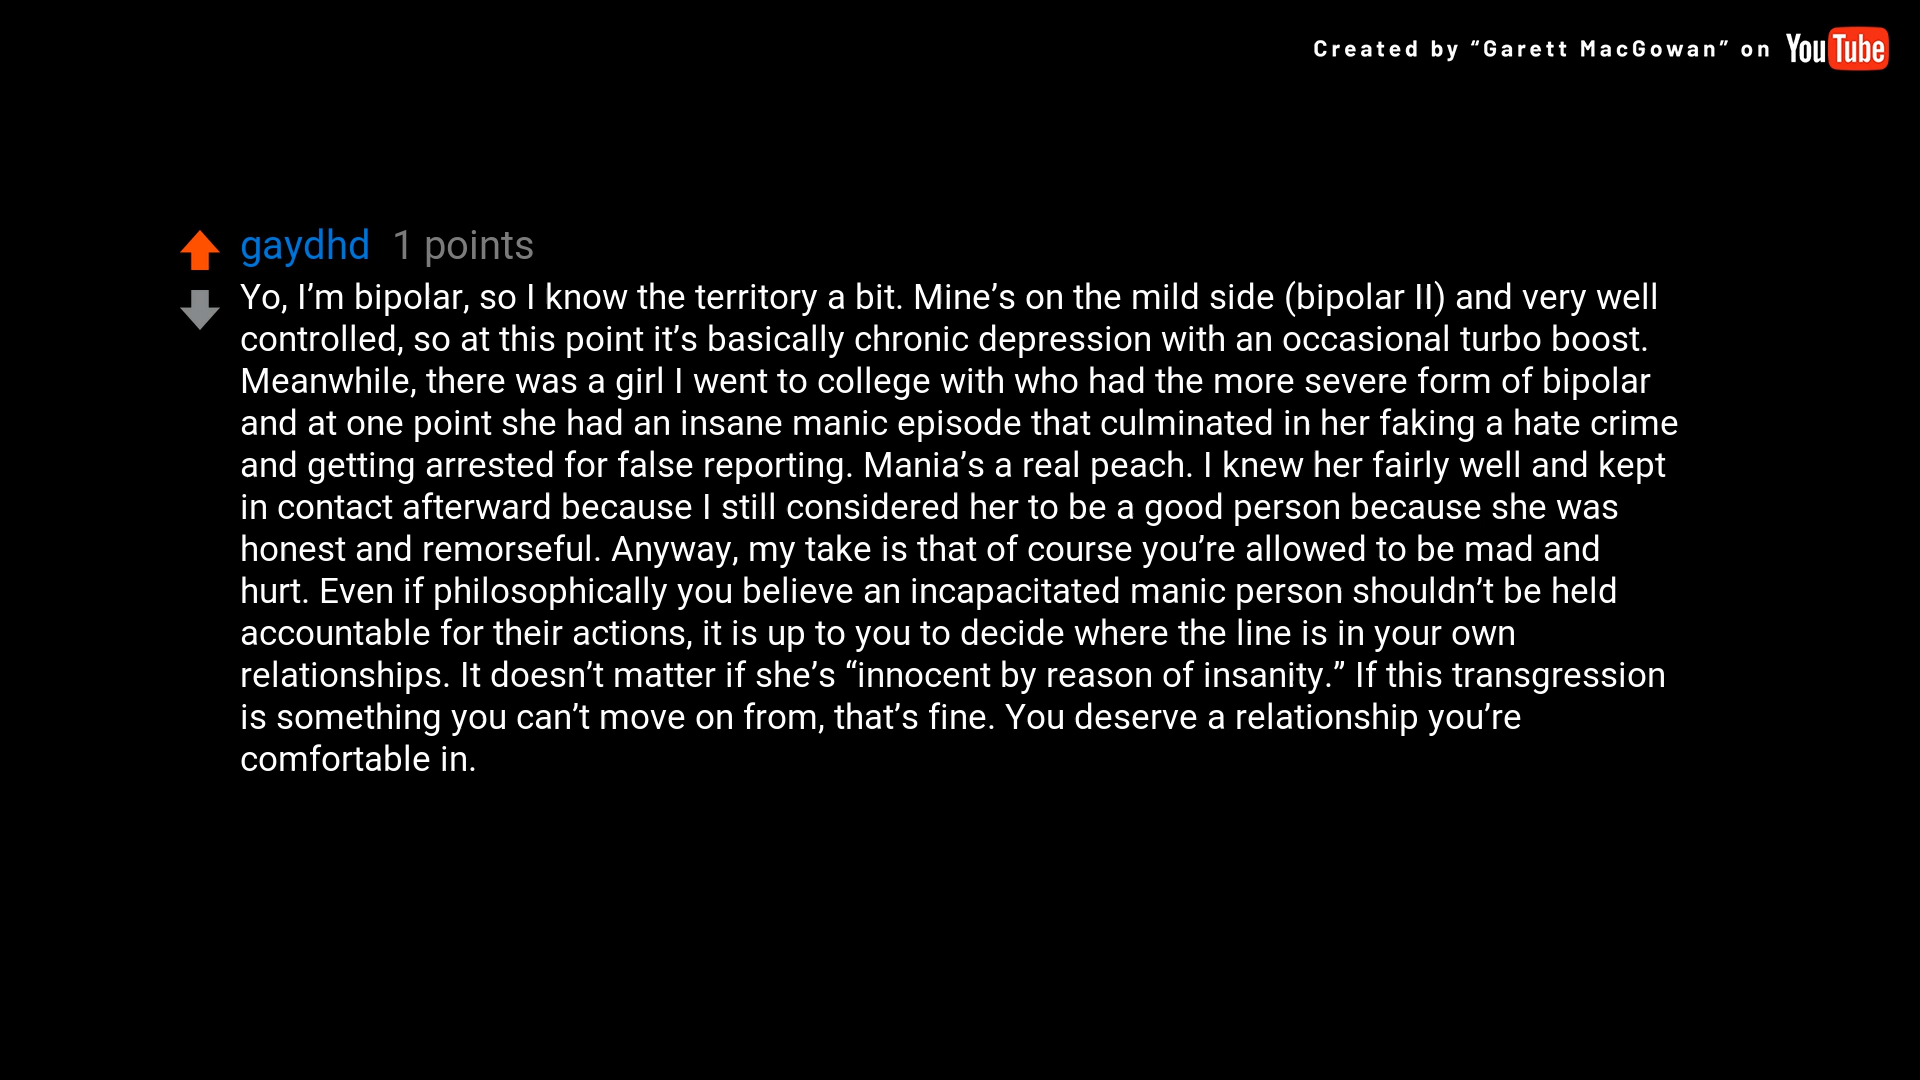 Created by “Garett MacGowan” on YouTube
gaydhd 1 points
Yo, I’m bipolar, so I know the territory a bit. Mine’s on the mild side (bipolar II) and very well
controlled, so at this point it’s basically chronic depression with an occasional turbo boost.
Meanwhile, there was a girl I went to college with who had the more severe form of bipolar
and at one point she had an insane manic episode that culminated in her faking a hate crime
and getting arrested for false reporting. Mania’s a real peach. I knew her fairly well and kept
in contact afterward because I still considered her to be a good person because she was
honest and remorseful. Anyway, my take is that of course you’re allowed to be mad and
hurt. Even if philosophically you believe an incapacitated manic person shouldn’t be held
accountable for their actions, it is up to you to decide where the line is in your own
relationships. It doesn’t matter if she’s “innocent by reason of insanity.” If this transgression
is something you can’t move on from, that’s fine. You deserve a relationship you’re
comfortable in.